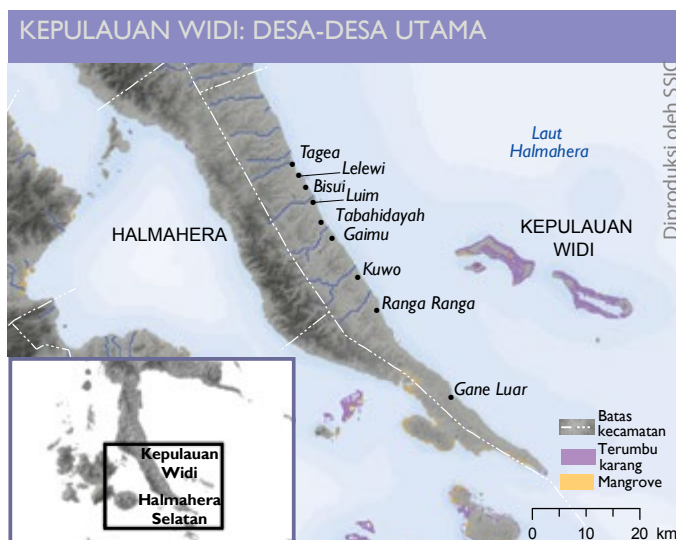 KEPULAUAN WIDI: DESA-DESA UTAMA
Diproduksi oleh SSIC
Laut
Halmahera
Tagea
Lelewi
Bisui
Luim
Tabahidayah
Gaimu
HALMAHERA
KEPULAUAN
WIDI
Kuwo
Ranga Ranga
Gane Luar
Kepulauan
Widi
Halmahera
Selatan
Batas
kecamatan
Terumbu
karang
Mangrove
0 10 20 km